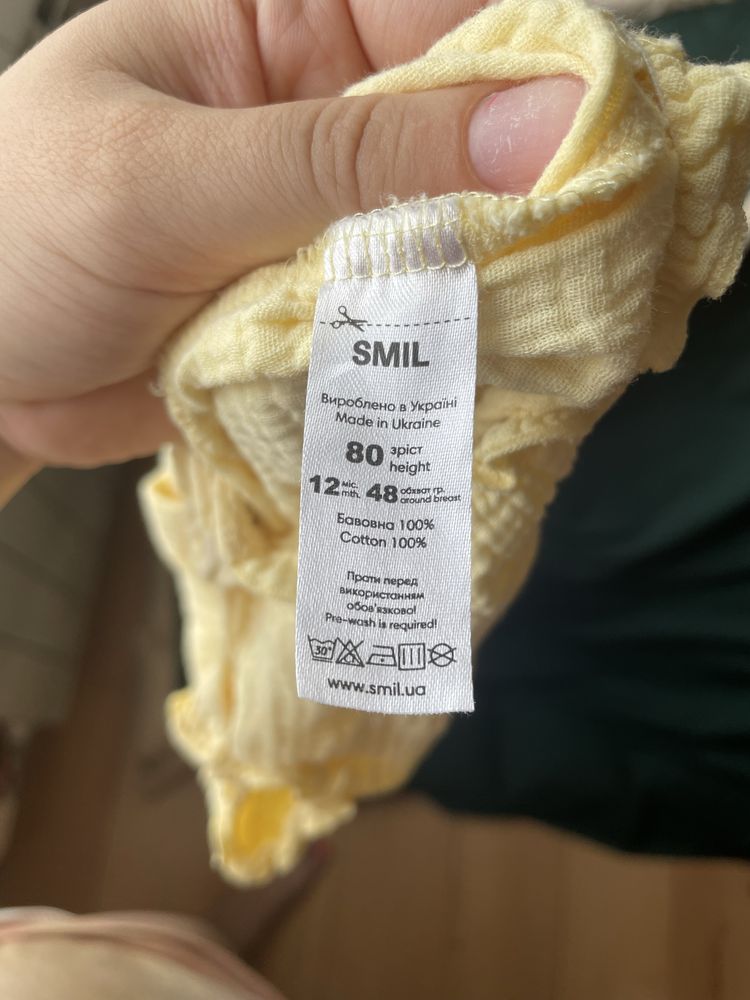 SMIL
Вироблено в Україні
Made in Ukraine
80 зріст
height
12 міс.
mth.
48 обхват гр.
around breast
Бавовна 100%
Cotton 100%
Прати перед
використанням
обов'язково!
Pre-wash is required!
30°
www.smil.ua